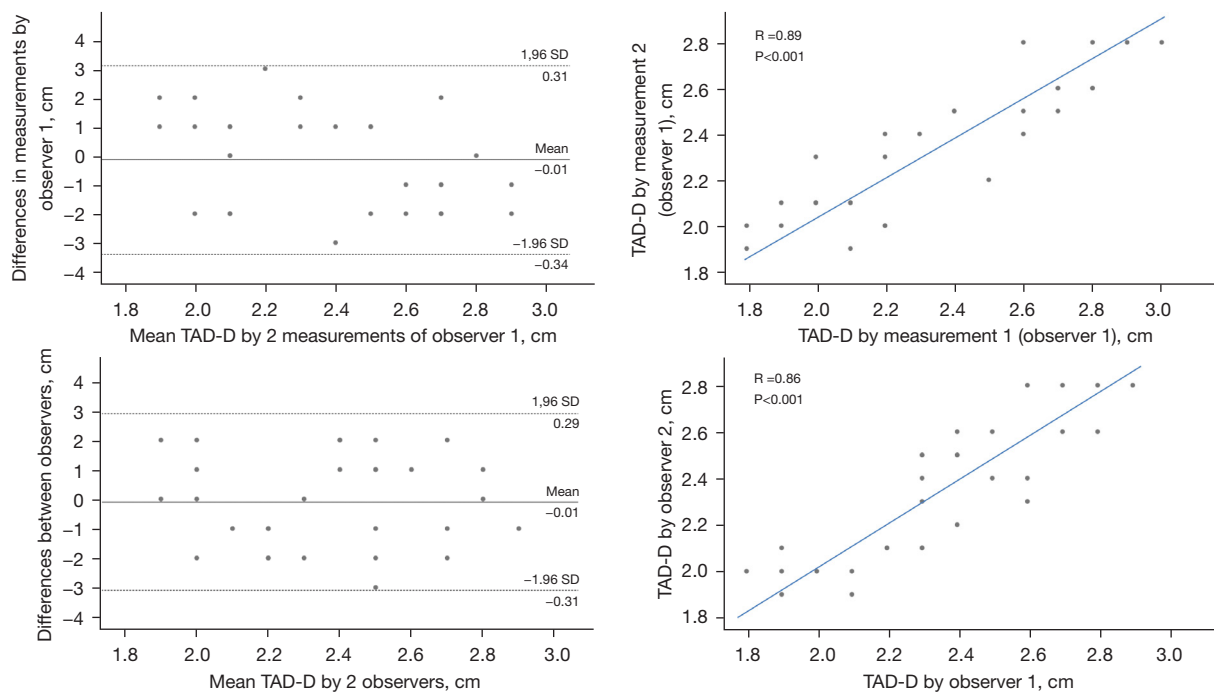 Differences in measurements by
observer 1, cm
4
3
2
1
0
−1
−2
−3
−4
1,96 SD
0.31
Mean
−0.01
−1.96 SD
−0.34
1.8 2.0 2.2 2.4 2.6 2.8 3.0
Mean TAD-D by 2 measurements of observer 1, cm
TAD-D by measurement 2
(observer 1), cm
2.8
2.6
2.4
2.2
2.0
1.8
R =0.89
P<0.001
1.8 2.0 2.2 2.4 2.6 2.8 3.0
TAD-D by measurement 1 (observer 1), cm
Differences between observers, cm
4
3
2
1
0
−1
−2
−3
−4
1,96 SD
0.29
Mean
−0.01
−1.96 SD
−0.31
1.8 2.0 2.2 2.4 2.6 2.8 3.0
Mean TAD-D by 2 observers, cm
TAD-D by observer 2, cm
2.8
2.6
2.4
2.2
2.0
1.8
R =0.86
P<0.001
1.8 2.0 2.2 2.4 2.6 2.8 3.0
TAD-D by observer 1, cm